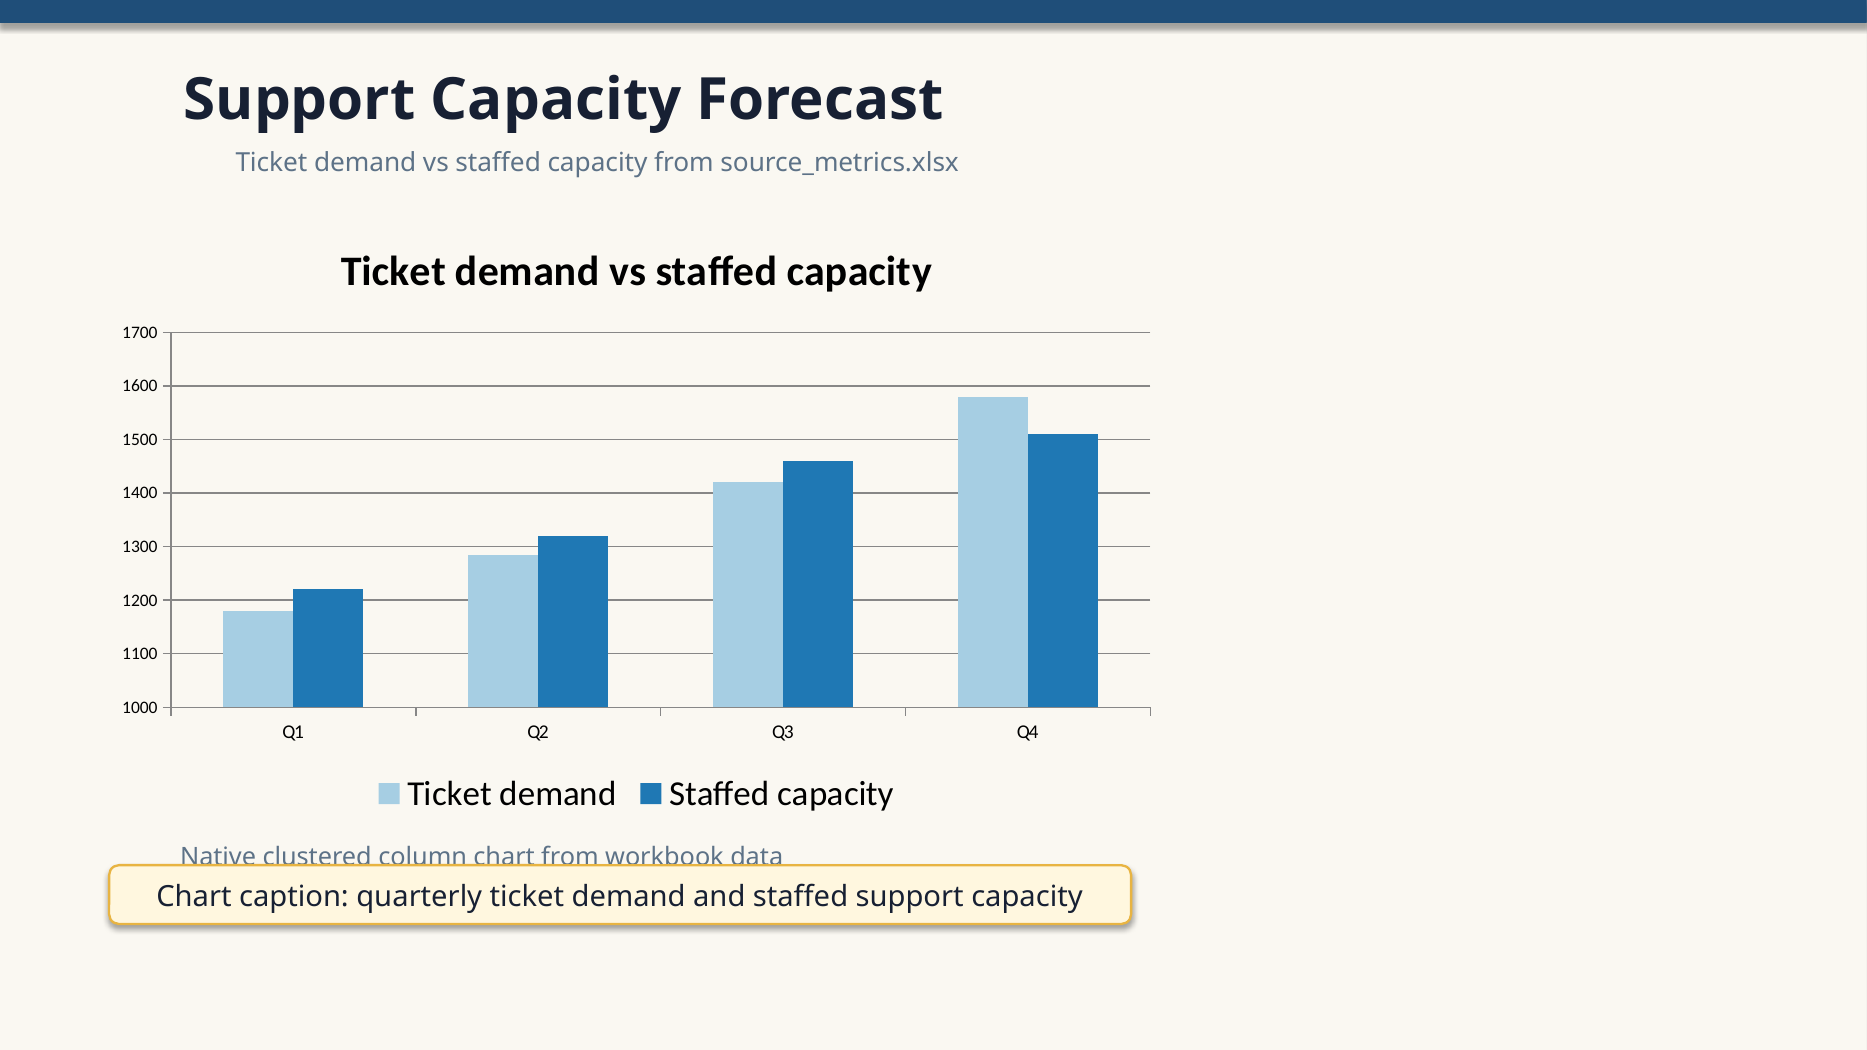 Support Capacity Forecast
Ticket demand vs staffed capacity from source_metrics.xlsx
Ticket demand vs staffed capacity
1700
1600
1500
1400
1300
1200
1100
1000
Q1 Q2 Q3 Q4
Ticket demand Staffed capacity
Native clustered column chart from workbook data
Chart caption: quarterly ticket demand and staffed support capacity